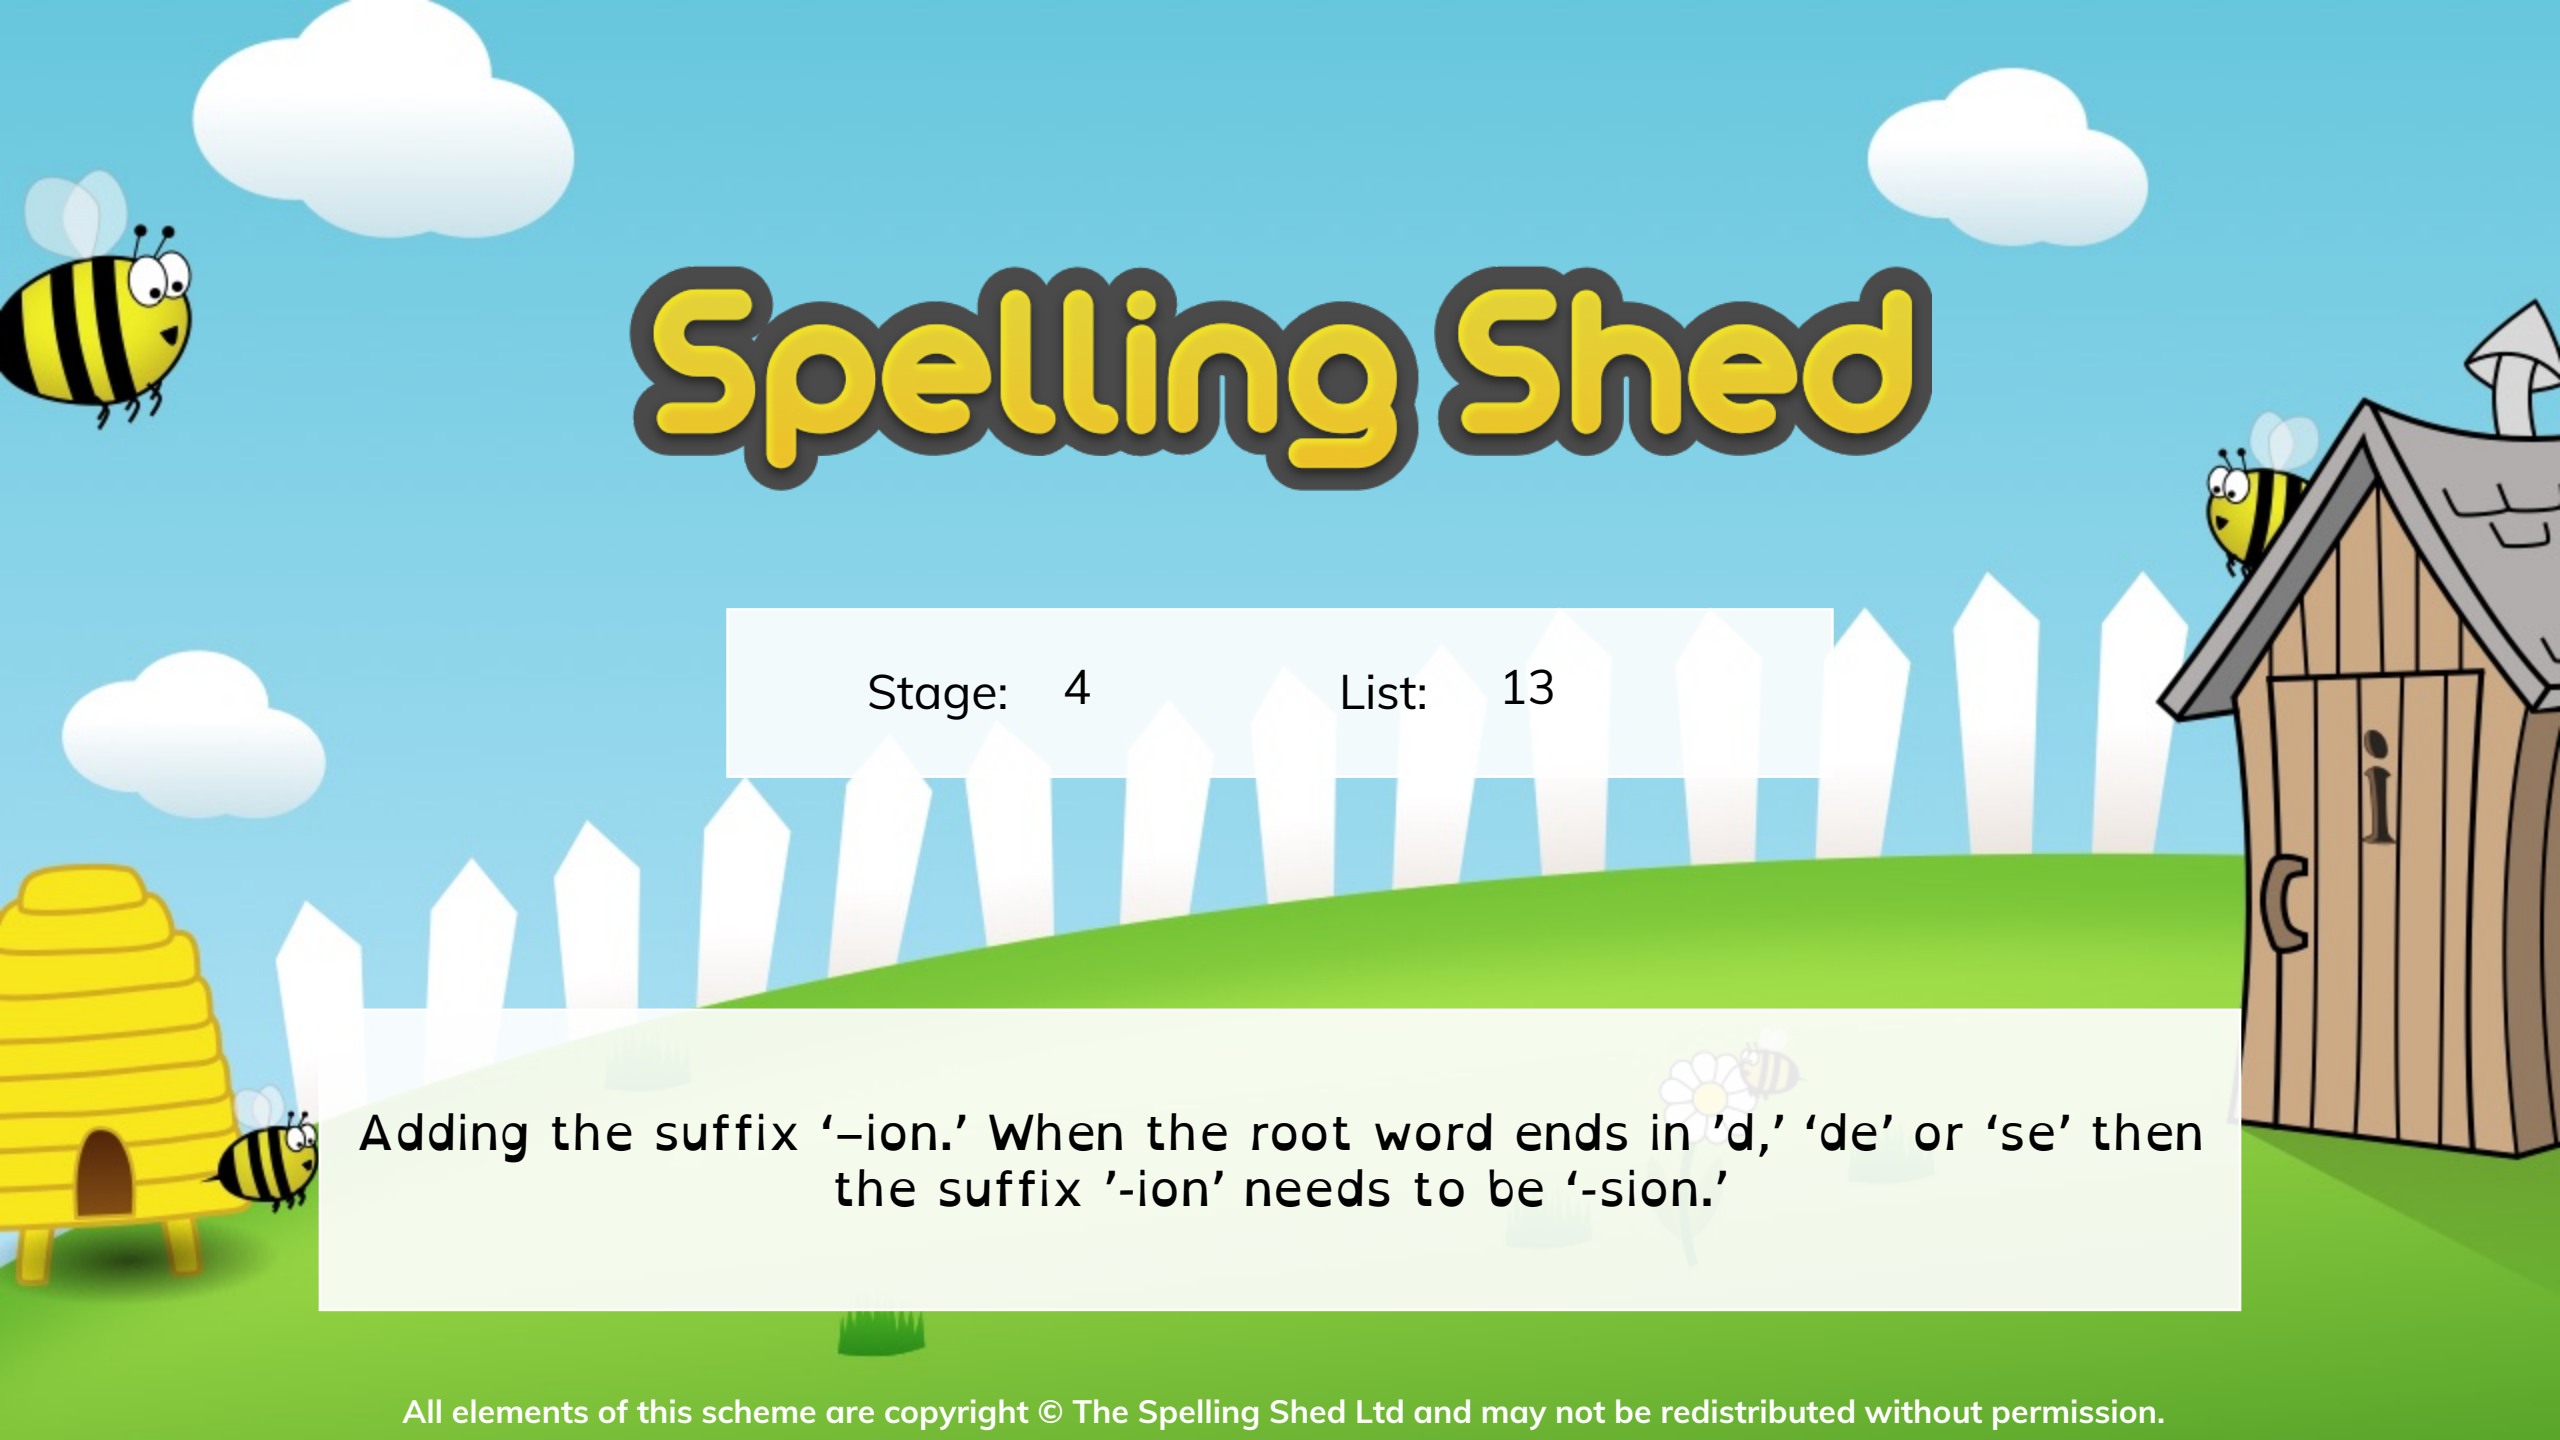 Spelling Shed
Stage: 4 List: 13
i
Adding the suffix ‘–ion.’ When the root word ends in ’d,’ ‘de’ or ‘se’ then
the suffix ’-ion’ needs to be ‘-sion.’
All elements of this scheme are copyright © The Spelling Shed Ltd and may not be redistributed without permission.